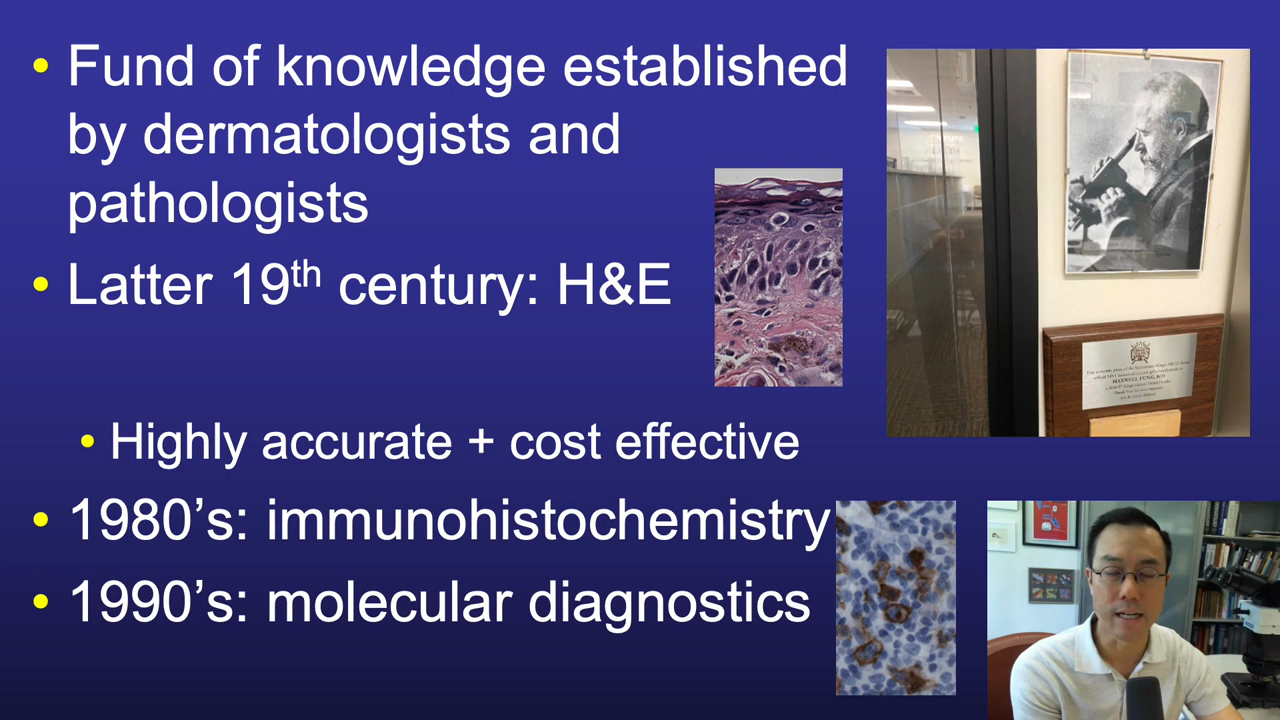 • Fund of knowledge established
by dermatologists and
pathologists
• Latter 19th century: H&E
• Highly accurate + cost effective
• 1980’s: immunohistochemistry
• 1990’s: molecular diagnostics
MAXWELL FUNG, MD